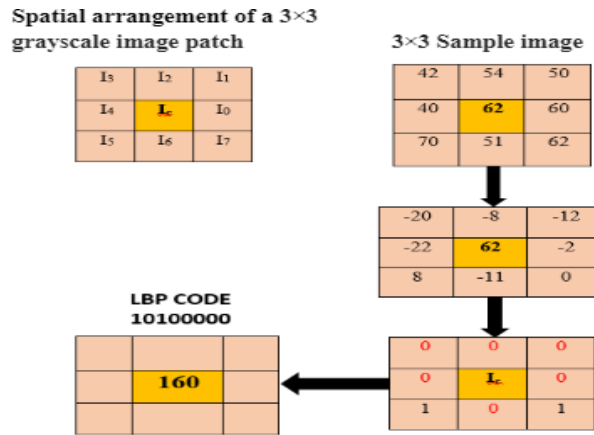 Spatial arrangement of a 3×3
grayscale image patch
I₃ I₂ I₁
I₄ I꜀ I₀
I₅ I₆ I₇
3×3 Sample image
42 54 50
40 62 60
70 51 62
-20 -8 -12
-22 62 -2
8 -11 0
0 0 0
0 I꜀ 0
1 0 1
LBP CODE
10100000
160